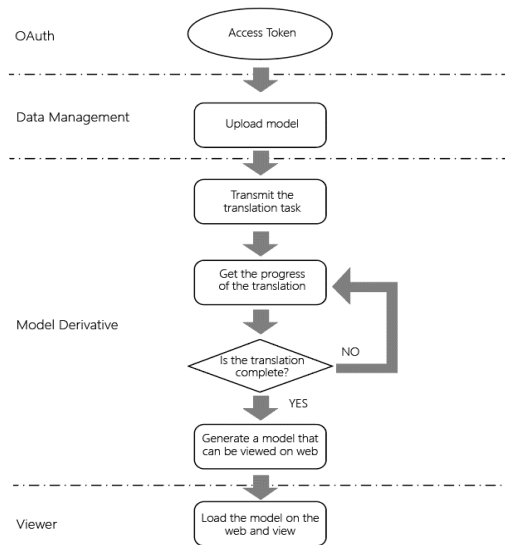 OAuth
Access Token
Data Management
Upload model
Transmit the
translation task
Get the progress
of the translation
Model Derivative
Is the translation
complete?
NO
YES
Generate a model that
can be viewed on web
Viewer
Load the model on the
web and view